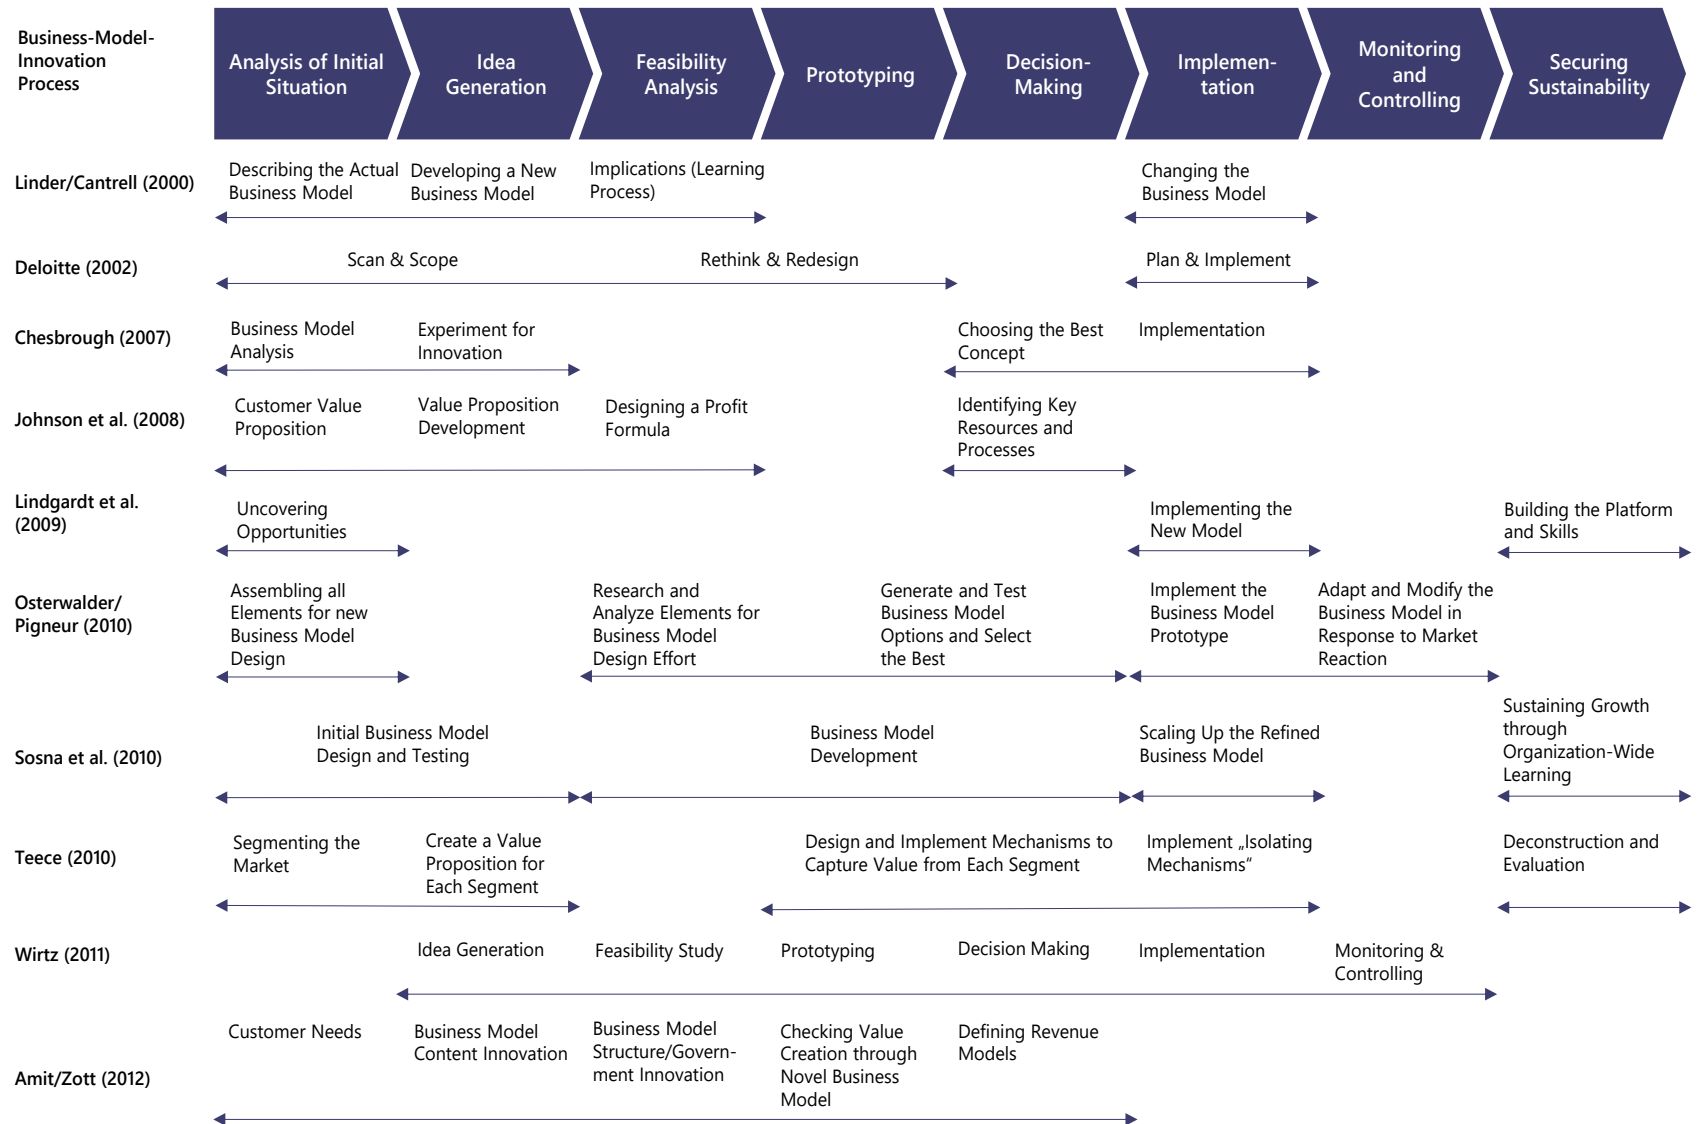 Business-Model-
Innovation
Process
Analysis of Initial
Situation
Idea
Generation
Feasibility
Analysis
Prototyping
Decision-
Making
Implemen-
tation
Monitoring
and
Controlling
Securing
Sustainability
Linder/Cantrell (2000)
Describing the Actual
Business Model
Developing a New
Business Model
Implications (Learning
Process)
Changing the
Business Model
Deloitte (2002)
Scan & Scope
Rethink & Redesign
Plan & Implement
Chesbrough (2007)
Business Model
Analysis
Experiment for
Innovation
Choosing the Best
Concept
Implementation
Johnson et al. (2008)
Customer Value
Proposition
Value Proposition
Development
Designing a Profit
Formula
Identifying Key
Resources and
Processes
Lindgardt et al.
(2009)
Uncovering
Opportunities
Implementing the
New Model
Building the Platform
and Skills
Osterwalder/
Pigneur (2010)
Assembling all
Elements for new
Business Model
Design
Research and
Analyze Elements for
Business Model
Design Effort
Generate and Test
Business Model
Options and Select
the Best
Implement the
Business Model
Prototype
Adapt and Modify the
Business Model in
Response to Market
Reaction
Sosna et al. (2010)
Initial Business Model
Design and Testing
Business Model
Development
Scaling Up the Refined
Business Model
Sustaining Growth
through
Organization-Wide
Learning
Teece (2010)
Segmenting the
Market
Create a Value
Proposition for
Each Segment
Design and Implement Mechanisms to
Capture Value from Each Segment
Implement „Isolating
Mechanisms“
Deconstruction and
Evaluation
Wirtz (2011)
Idea Generation
Feasibility Study
Prototyping
Decision Making
Implementation
Monitoring &
Controlling
Amit/Zott (2012)
Customer Needs
Business Model
Content Innovation
Business Model
Structure/Govern-
ment Innovation
Checking Value
Creation through
Novel Business
Model
Defining Revenue
Models